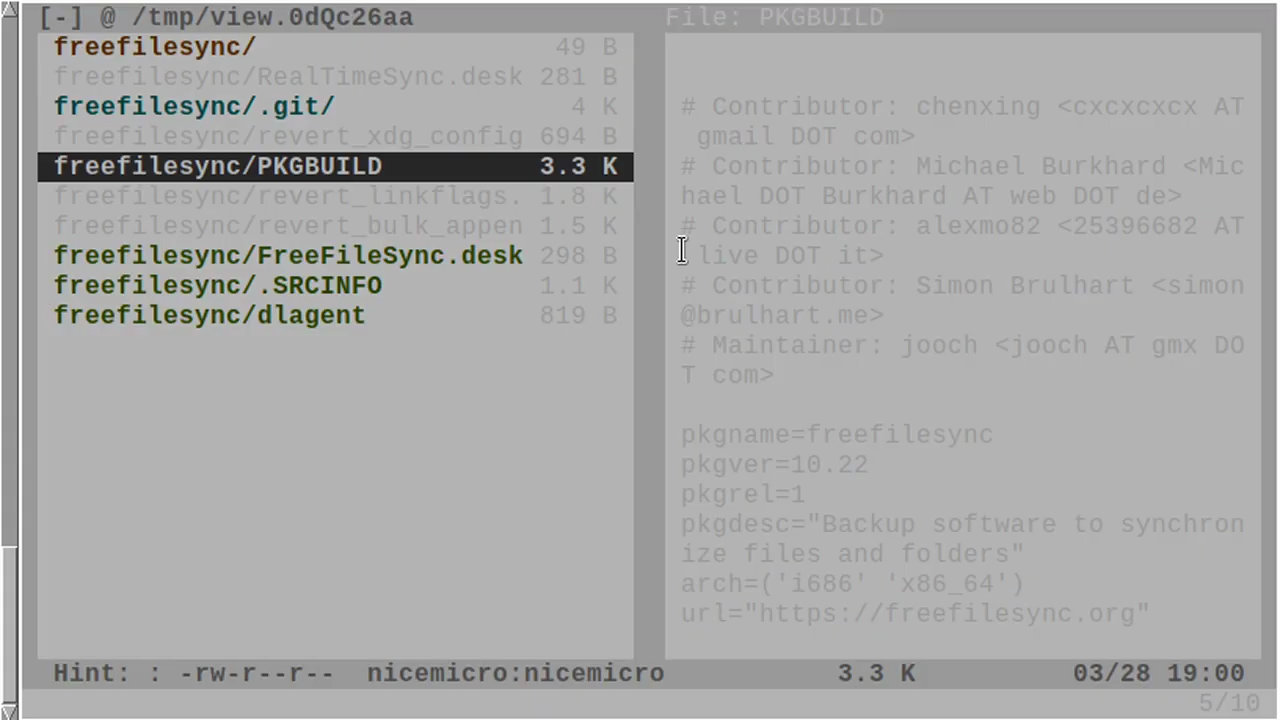 [-] @ /tmp/view.0dQc26aa
freefilesync/ 49 B
freefilesync/RealTimeSync.desk 281 B
freefilesync/.git/ 4 K
freefilesync/revert_xdg_config 694 B
freefilesync/PKGBUILD 3.3 K
freefilesync/revert_linkflags. 1.8 K
freefilesync/revert_bulk_appen 1.5 K
freefilesync/FreeFileSync.desk 298 B
freefilesync/.SRCINFO 1.1 K
freefilesync/dlagent 819 B
File: PKGBUILD
# Contributor: chenxing <cxcxcxcx AT
gmail DOT com>
# Contributor: Michael Burkhard <Mic
hael DOT Burkhard AT web DOT de>
# Contributor: alexmo82 <25396682 AT
live DOT it>
# Contributor: Simon Brulhart <simon
@brulhart.me>
# Maintainer: jooch <jooch AT gmx DO
T com>
pkgname=freefilesync
pkgver=10.22
pkgrel=1
pkgdesc="Backup software to synchron
ize files and folders"
arch=('i686' 'x86_64')
url="https://freefilesync.org"
Hint: : -rw-r--r-- nicemicro:nicemicro 3.3 K 03/28 19:00
5/10